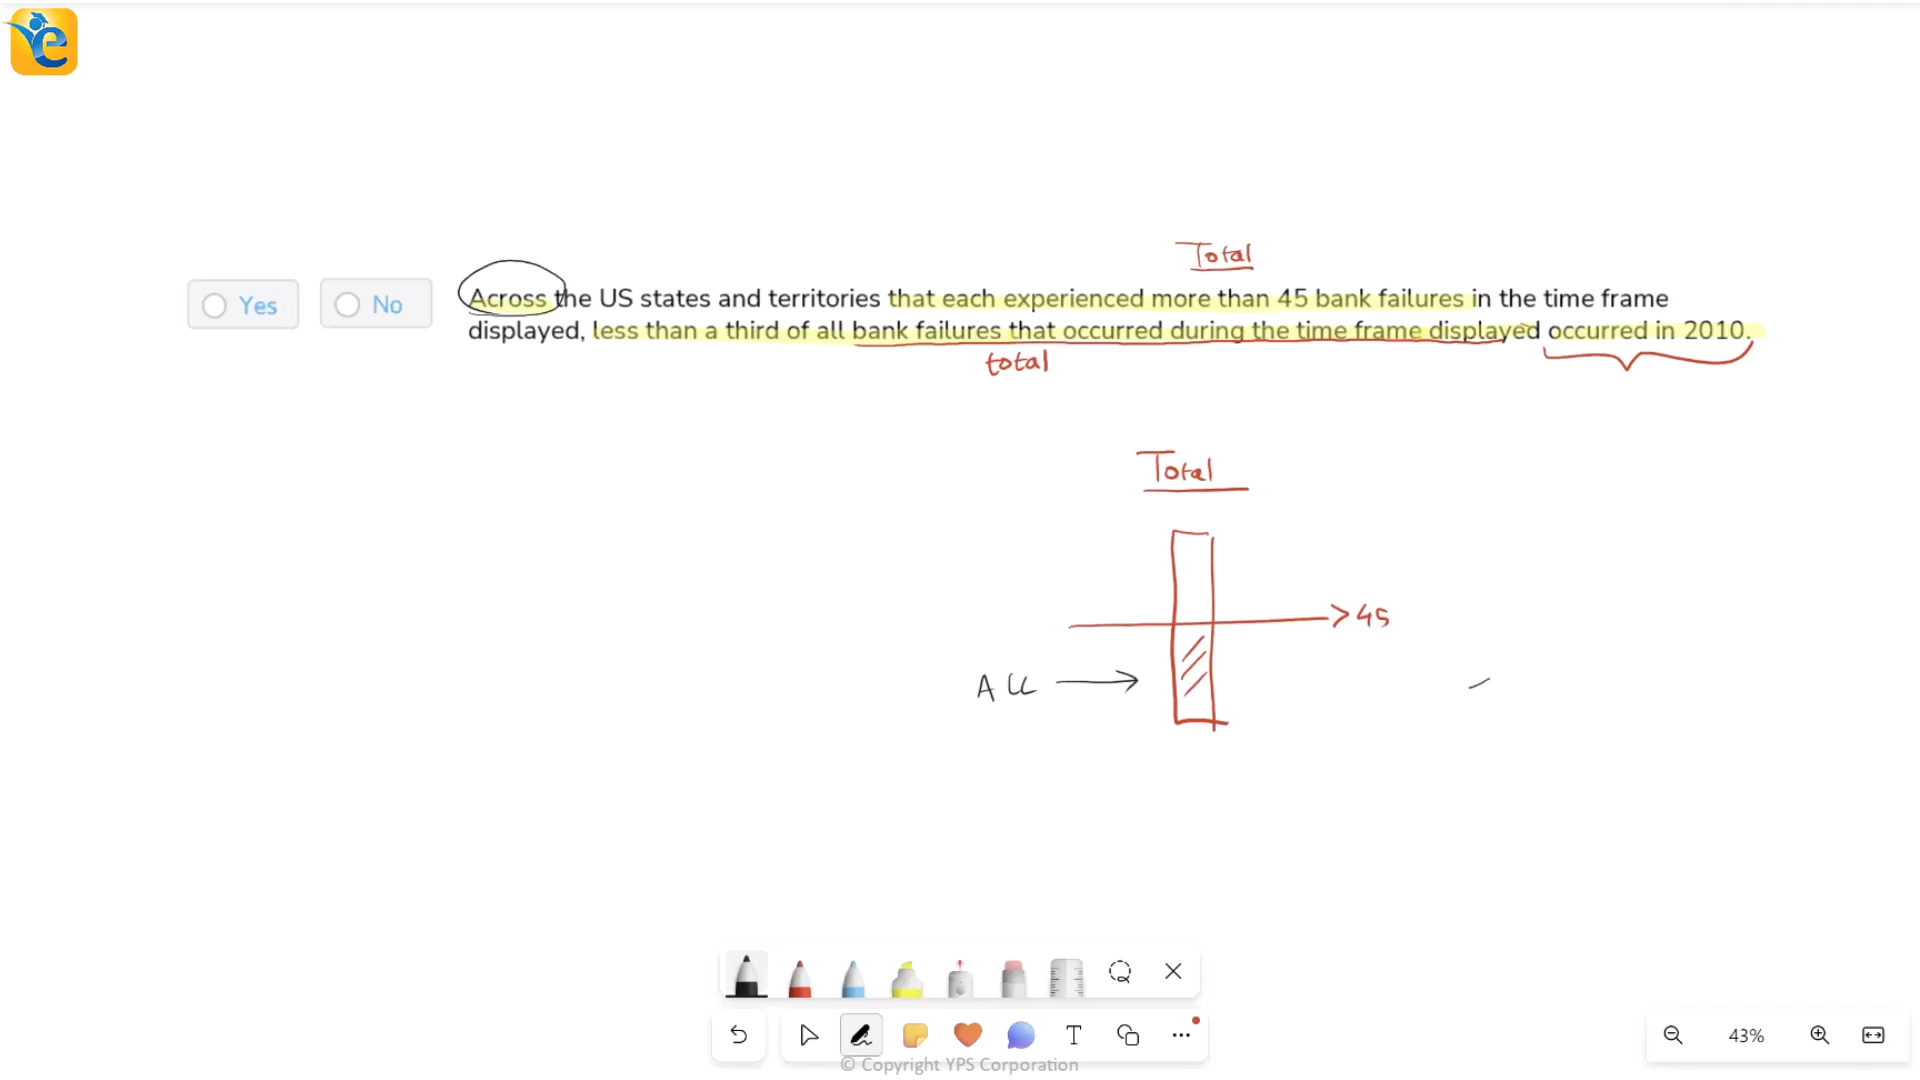 Total
Yes
No
Across the US states and territories that each experienced more than 45 bank failures in the time frame
displayed, less than a third of all bank failures that occurred during the time frame displayed occurred in 2010.
total
Total
>45
All
T
43%
© Copyright YPS Corporation